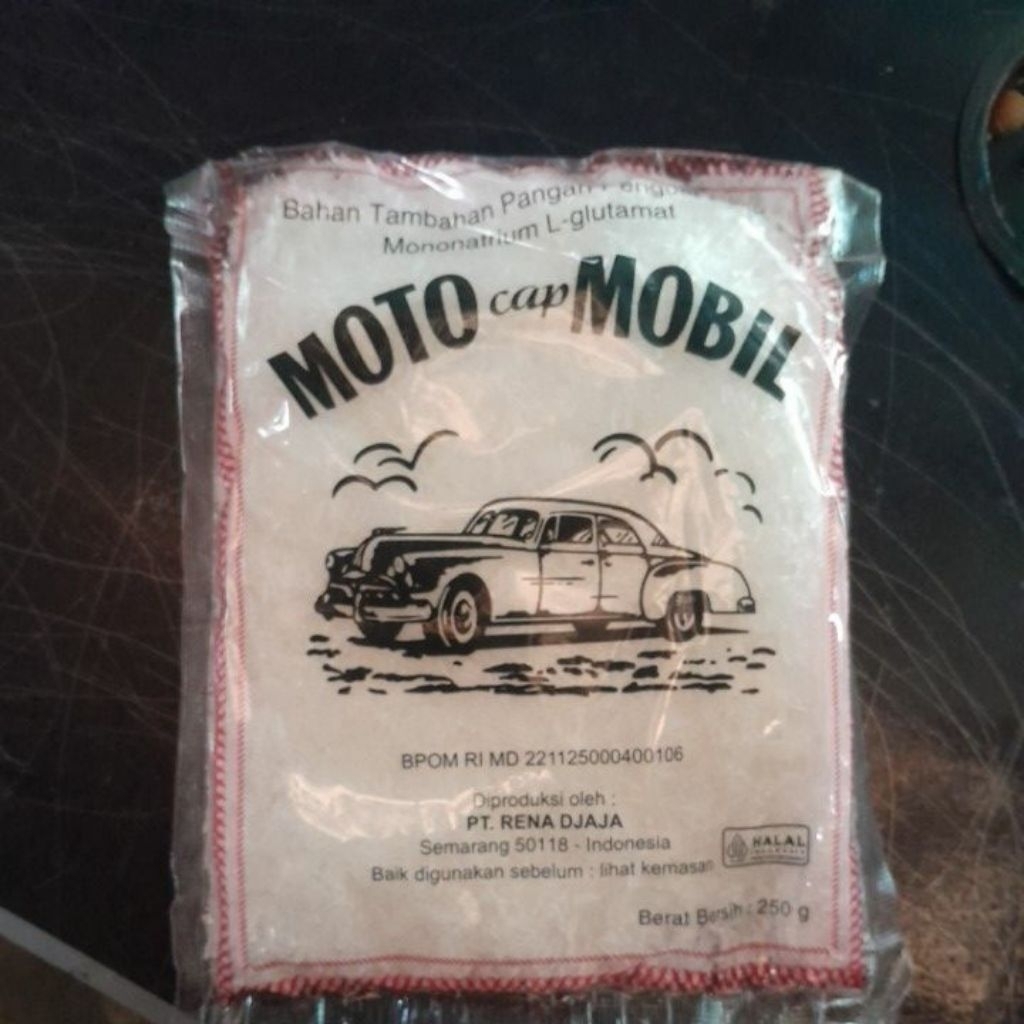 Bahan Tambahan Pangan
Mononatrium L-glutamat
MOTO cap MOBIL
BPOM RI MD 221125000400106
Diproduksi oleh :
PT. RENA DJAJA
Semarang 50118 - Indonesia
Baik digunakan sebelum : lihat kemasan
HALAL
INDONESIA
Berat Bersih : 250 g